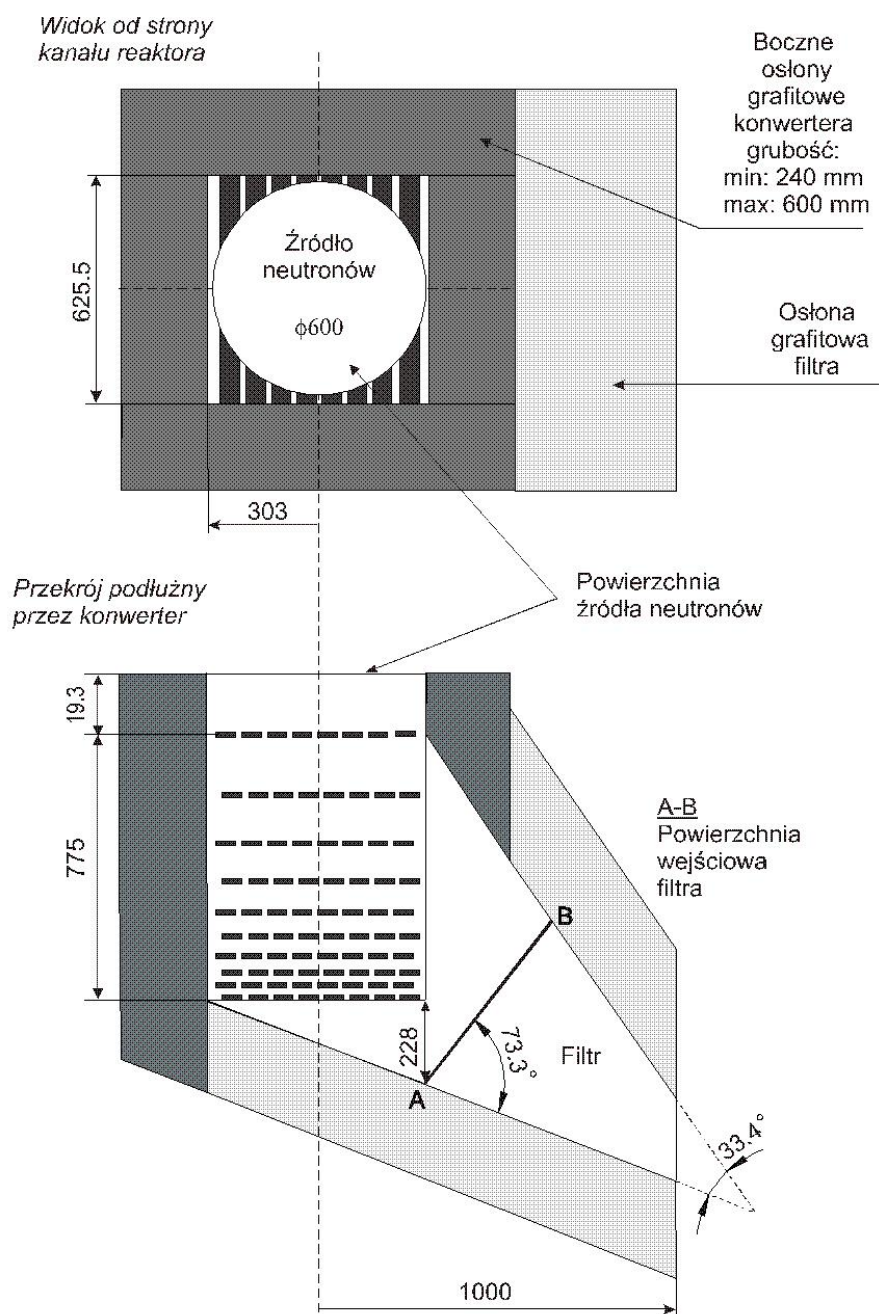 Widok od strony
kanału reaktora
Boczne
osłony
grafitowe
konwertera
grubość:
min: 240 mm
max: 600 mm
Źródło
neutronów
ϕ600
625.5
Osłona
grafitowa
filtra
303
Przekrój podłużny
przez konwerter
Powierzchnia
źródła neutronów
19.3
775
A-B
Powierzchnia
wejściowa
filtra
B
228
73.3°
Filtr
A
33.4°
1000